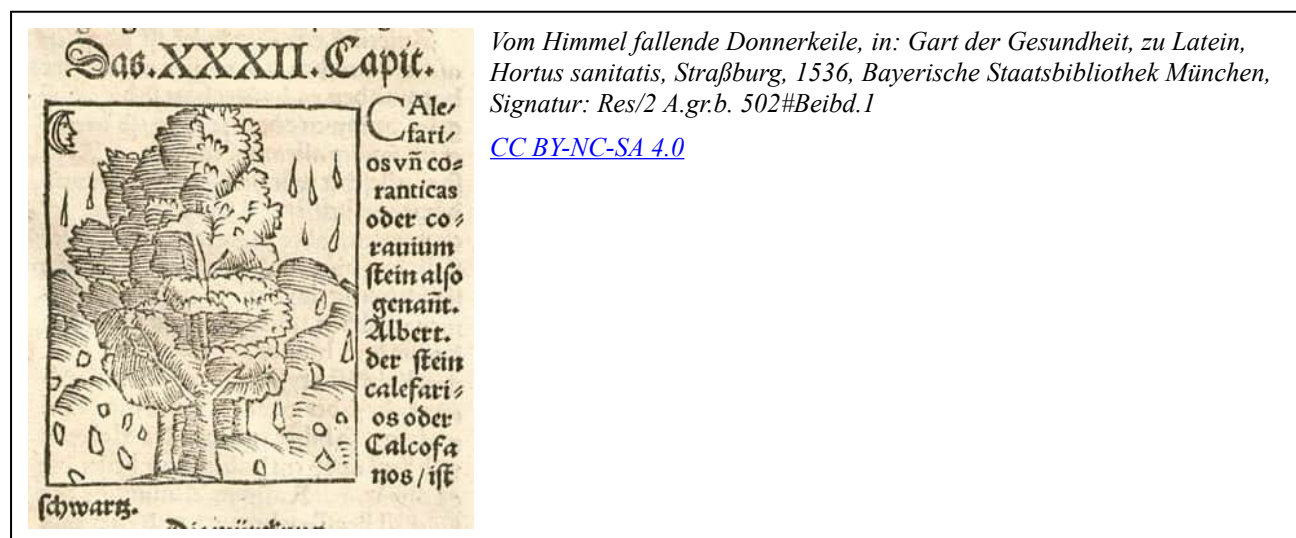 Das.XXXII.Capit.
CAle⸗
fari⸗
os vn̄ co⸗
ranticas
oder co⸗
rauium
ſtein alſo
genan̄t.
Albert.
der ſtein
calefari⸗
os oder
Calcofa
nos / iſt
ſchwartz.
Vom Himmel fallende Donnerkeile, in: Gart der Gesundheit, zu Latein,
Hortus sanitatis, Straßburg, 1536, Bayerische Staatsbibliothek München,
Signatur: Res/2 A.gr.b. 502#Beibd.1
CC BY-NC-SA 4.0